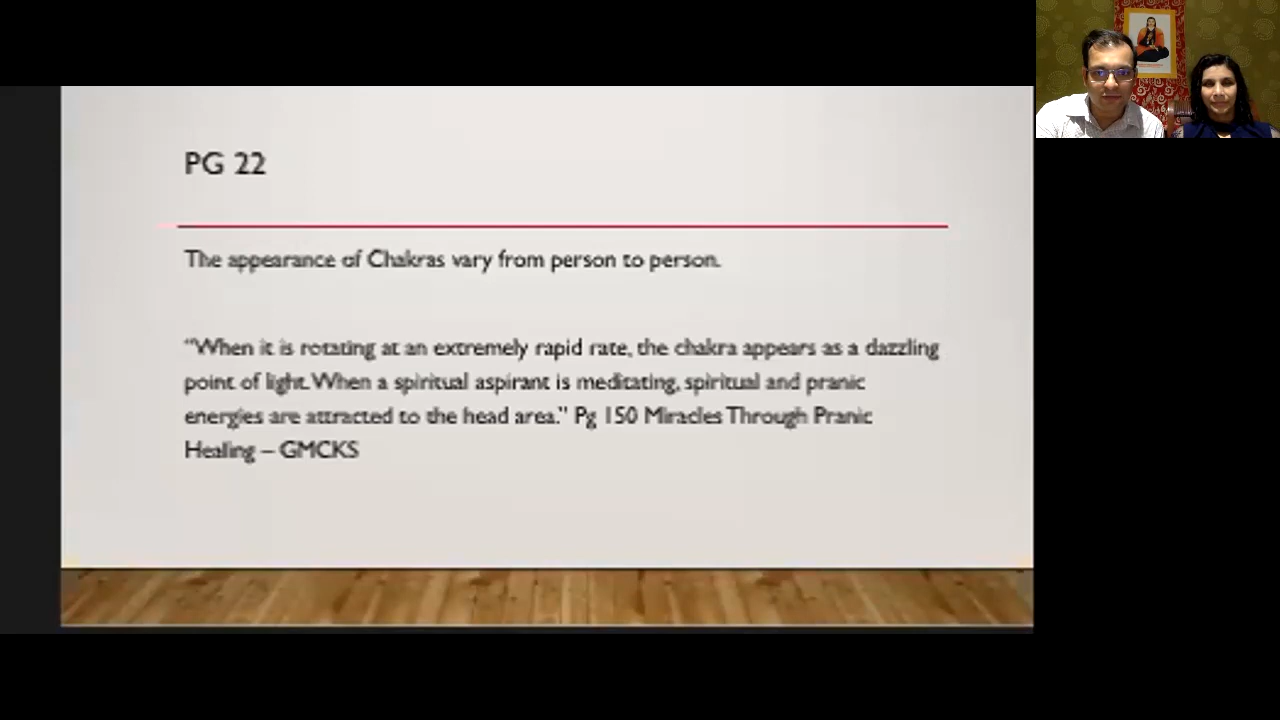 PG 22
The appearance of Chakras vary from person to person.
“When it is rotating at an extremely rapid rate, the chakra appears as a dazzling
point of light. When a spiritual aspirant is meditating, spiritual and pranic
energies are attracted to the head area.” Pg 150 Miracles Through Pranic
Healing – GMCKS